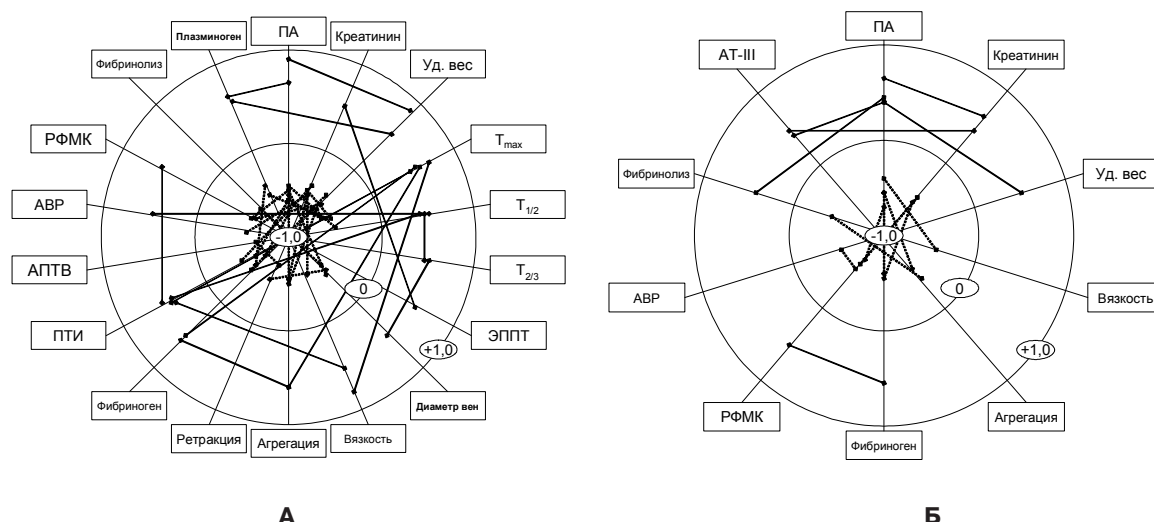 ПА
Плазминоген
Креатинин
Фибринолиз
Уд. вес
РФМК
Tmax
АВР
T1/2
АПТВ
T2/3
ПТИ
ЭППТ
Фибриноген
Диаметр вен
Ретракция
Агрегация
Вязкость
-1,0
0
+1,0
А
ПА
АТ-III
Креатинин
Фибринолиз
Уд. вес
АВР
Вязкость
РФМК
Агрегация
Фибриноген
-1,0
0
+1,0
Б